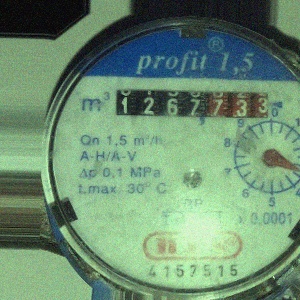 profit® 1,5
m³ 1267733
Qn 1,5 m³/h
A-H/A-V
Δp 0,1 MPa
t.max. 30° C
x 0.0001
4157515